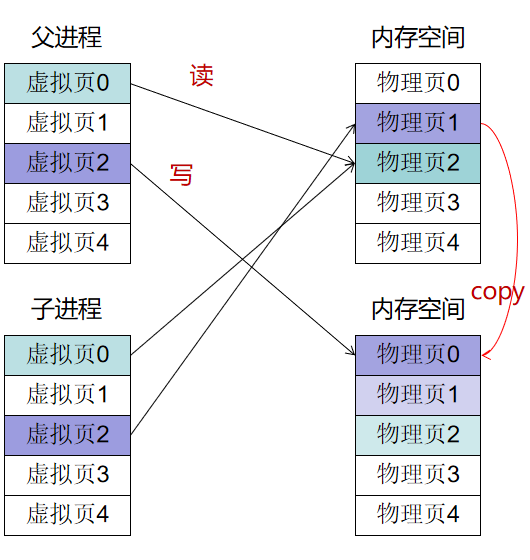 父进程
内存空间
读
虚拟页0
物理页0
虚拟页1
物理页1
写
虚拟页2
物理页2
虚拟页3
物理页3
虚拟页4
物理页4
copy
子进程
内存空间
虚拟页0
物理页0
虚拟页1
物理页1
虚拟页2
物理页2
虚拟页3
物理页3
虚拟页4
物理页4